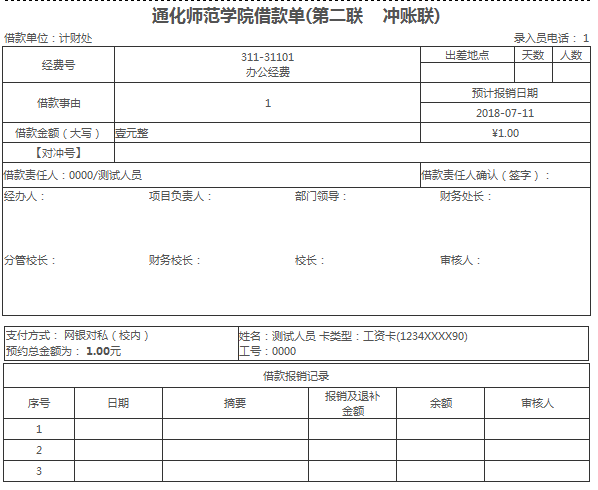 通化师范学院借款单(第二联 冲账联)
借款单位：计财处 录入员电话： 1
经费号 311-31101 出差地点 天数 人数
办公经费
借款事由 1 预计报销日期
2018-07-11
借款金额（大写） 壹元整 ¥1.00
【对冲号】
借款责任人：0000/测试人员 借款责任人确认（签字）：
经办人： 项目负责人： 部门领导： 财务处长：
分管校长： 财务校长： 校长： 审核人：
支付方式： 网银对私（校内） 姓名：测试人员 卡类型：工资卡(1234XXXX90)
预约总金额为： 1.00元 工号：0000
借款报销记录
序号 日期 摘要 报销及退补 余额 审核人
金额
1
2
3